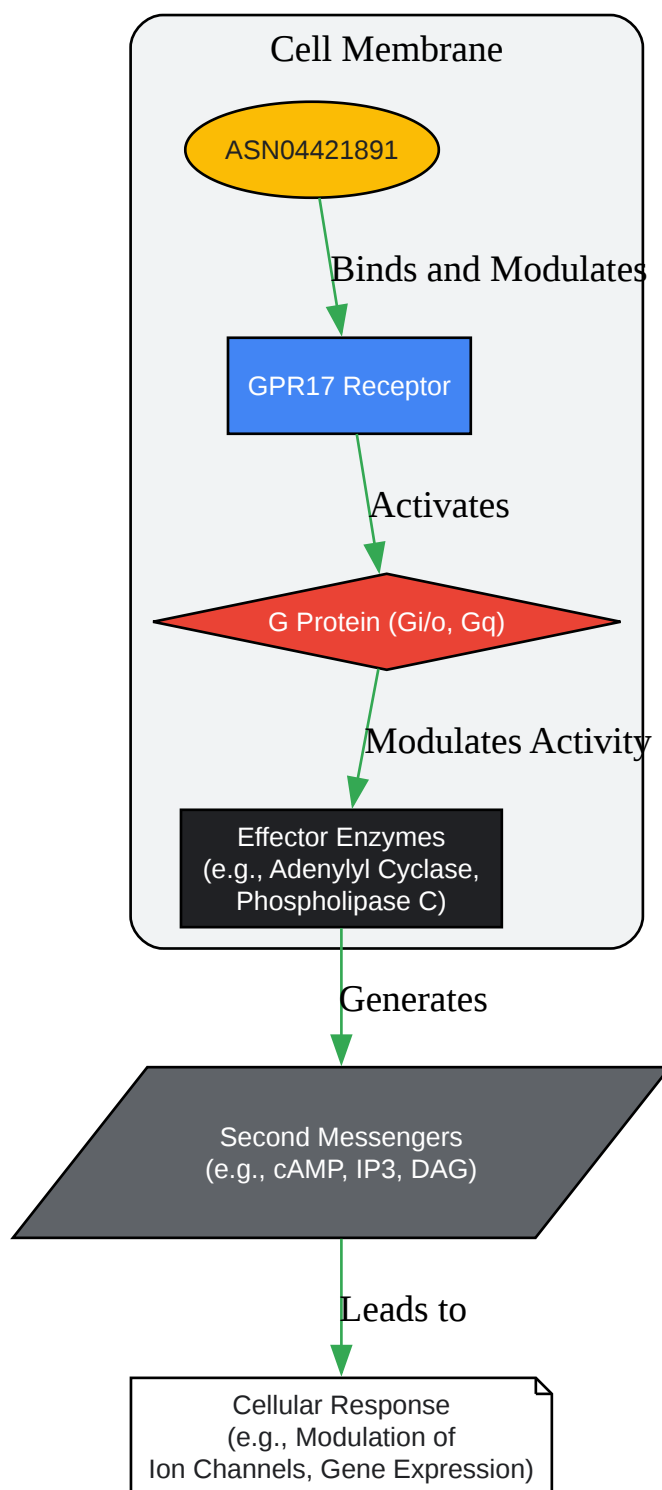 Cell Membrane
ASN04421891
Binds and Modulates
GPR17 Receptor
Activates
G Protein (Gi/o, Gq)
Modulates Activity
Effector Enzymes
(e.g., Adenylyl Cyclase,
Phospholipase C)
Generates
Second Messengers
(e.g., cAMP, IP3, DAG)
Leads to
Cellular Response
(e.g., Modulation of
Ion Channels, Gene Expression)